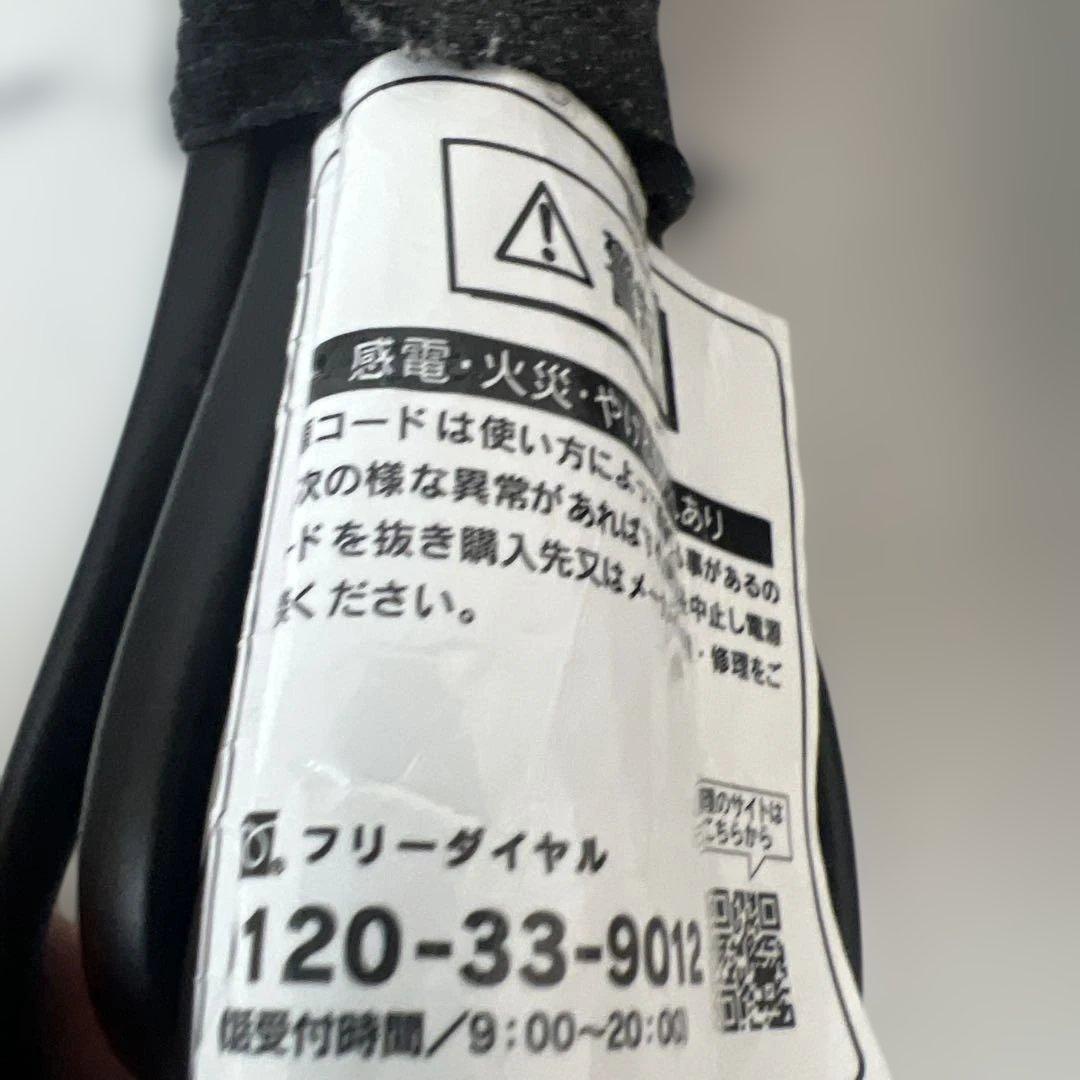 感電・火災・やけ
あり
コードは使い方によっ
事があるの
次の様な異常があれば
中止し電源
ドを抜き購入先又はメー
・修理をご
ください。
のサイトは
こちらから
フリーダイヤル
120-33-9012
受付時間/9:00~20:00